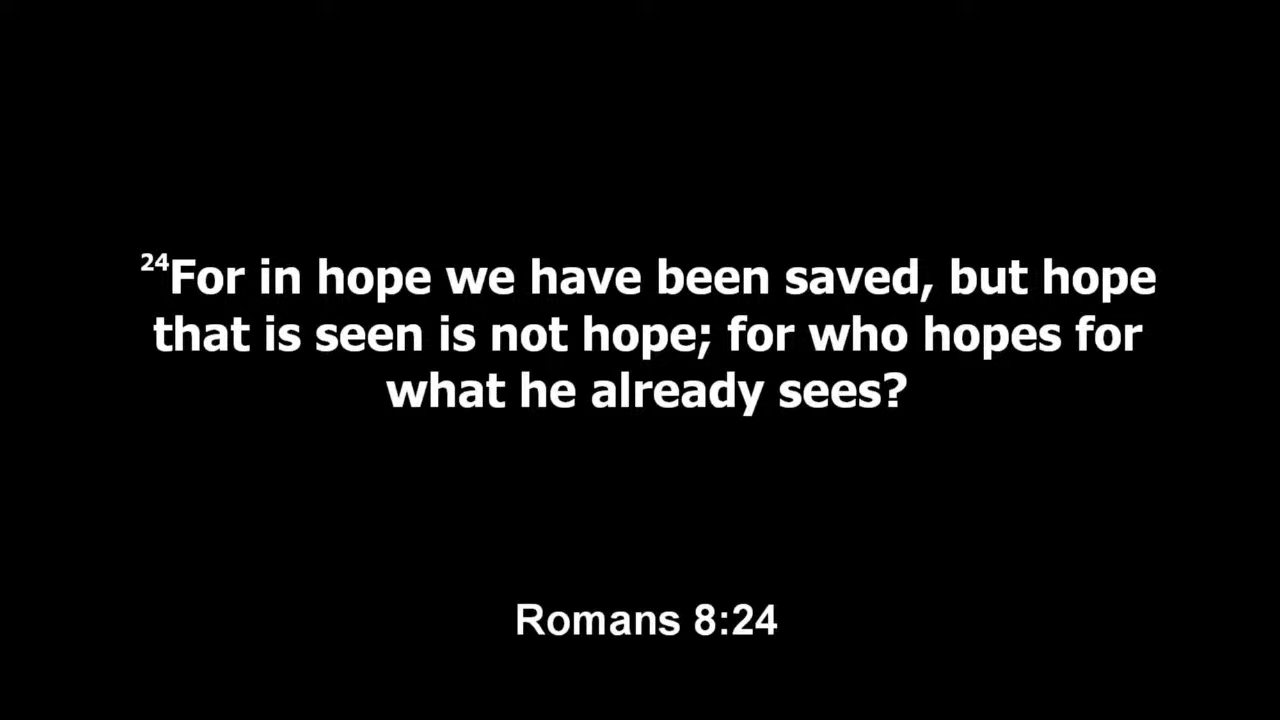 24For in hope we have been saved, but hope
that is seen is not hope; for who hopes for
what he already sees?
Romans 8:24